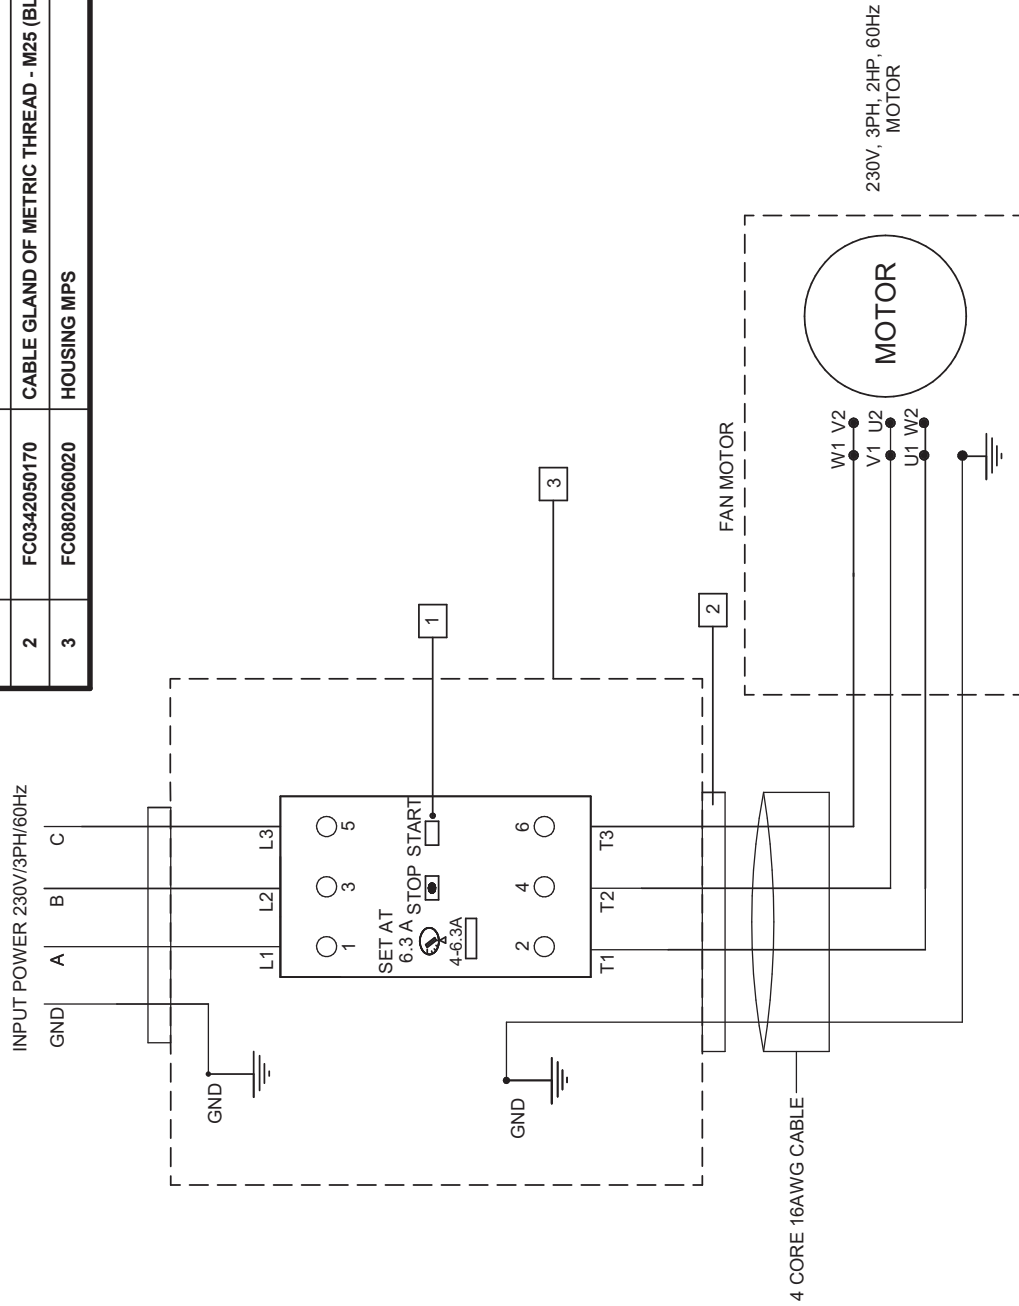 2 FC0342050170 CABLE GLAND OF METRIC THREAD - M25
3 FC0802060020 HOUSING MPS
INPUT POWER 230V/3PH/60Hz
GND A B C
L1 L2 L3
1 3 5
SET AT
6.3 A
4-6.3A
STOP START
2 4 6
T1 T2 T3
GND
GND
1
2
3
4 CORE 16AWG CABLE
FAN MOTOR
W1 V2
V1 U2
U1 W2
MOTOR
230V, 3PH, 2HP, 60Hz
MOTOR